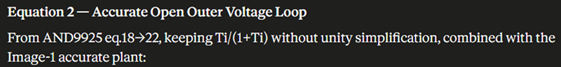 Equation 2 — Accurate Open Outer Voltage Loop
From AND9925 eq.18→22, keeping Ti/(1+Ti) without unity simplification, combined with the
Image-1 accurate plant: